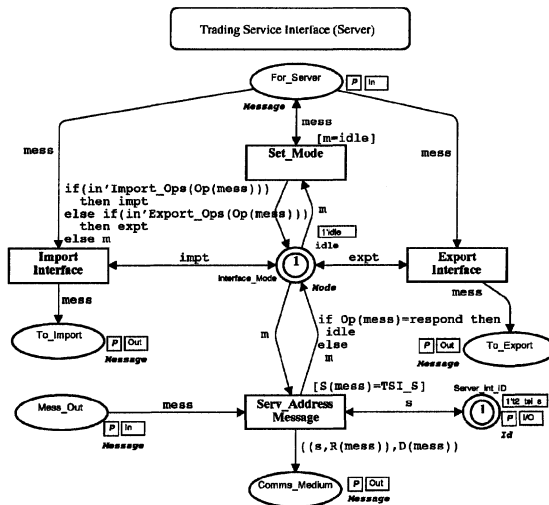 Trading Service Interface (Server)
For_Server
P In
Message
mess
[m=idle]
Set_Mode
mess
mess
if(in'Import_Ops(Op(mess)))
then impt
else if(in'Export_Ops(Op(mess)))
then expt
else m
m
1'idle
idle
Import
Interface
impt
1
expt
Export
Interface
Interface_Mode
Mode
mess
mess
To_Import
P Out
Message
m
if Op(mess)=respond then
idle
else
m
To_Export
P Out
Message
[S(mess)=TSI_S]
Server_Int_ID
Mess_Out
mess
Serv_Address
Message
s
1
P I/O
Id
P In
Message
((s,R(mess)),D(mess))
Comms_Medium
P Out
Message